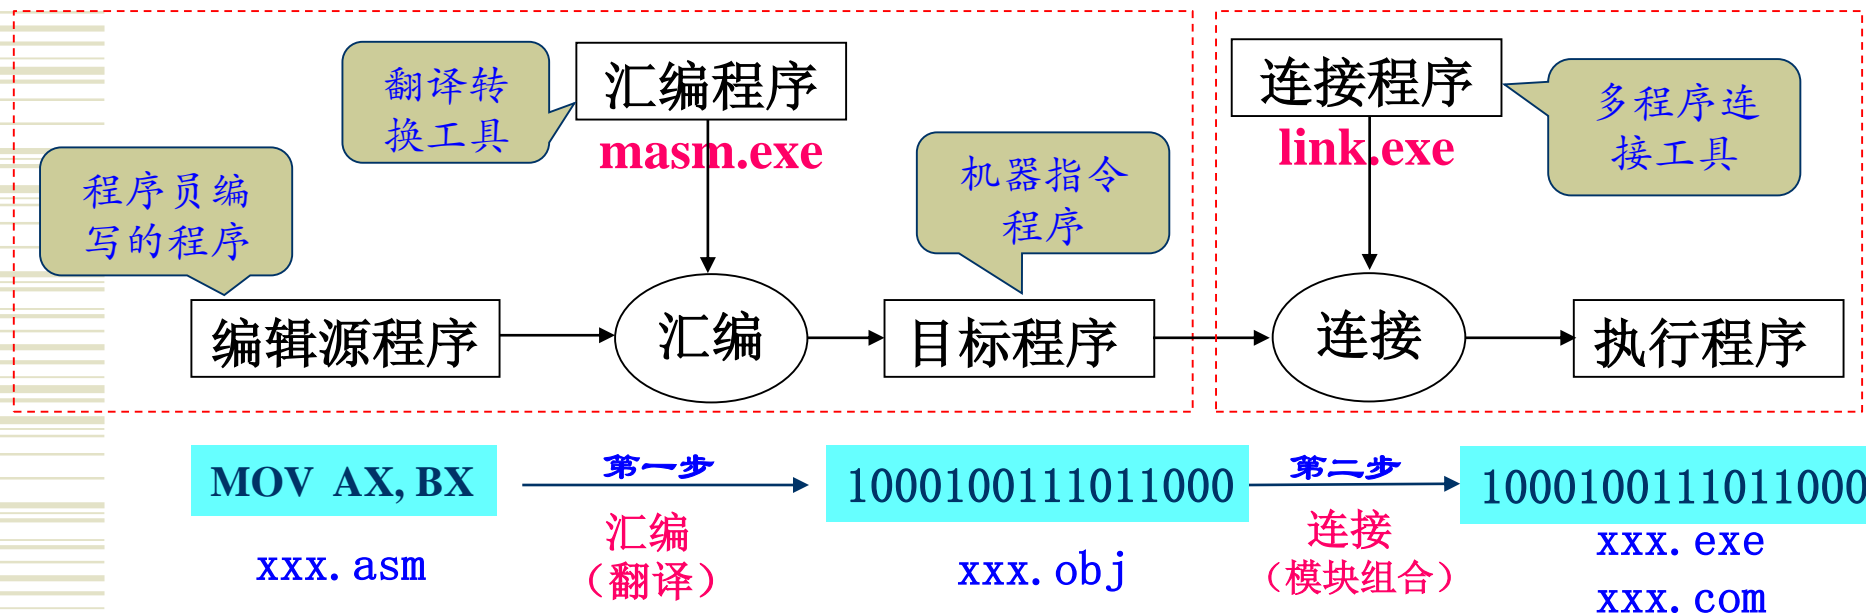 翻译转
换工具
汇编程序
masm.exe
连接程序
link.exe
多程序连
接工具
程序员编
写的程序
机器指令
程序
编辑源程序
汇编
目标程序
连接
执行程序
MOV AX, BX
第一步
1000100111011000
第二步
1000100111011000
汇编
（翻译）
连接
（模块组合）
xxx.asm
xxx.obj
xxx.exe
xxx.com